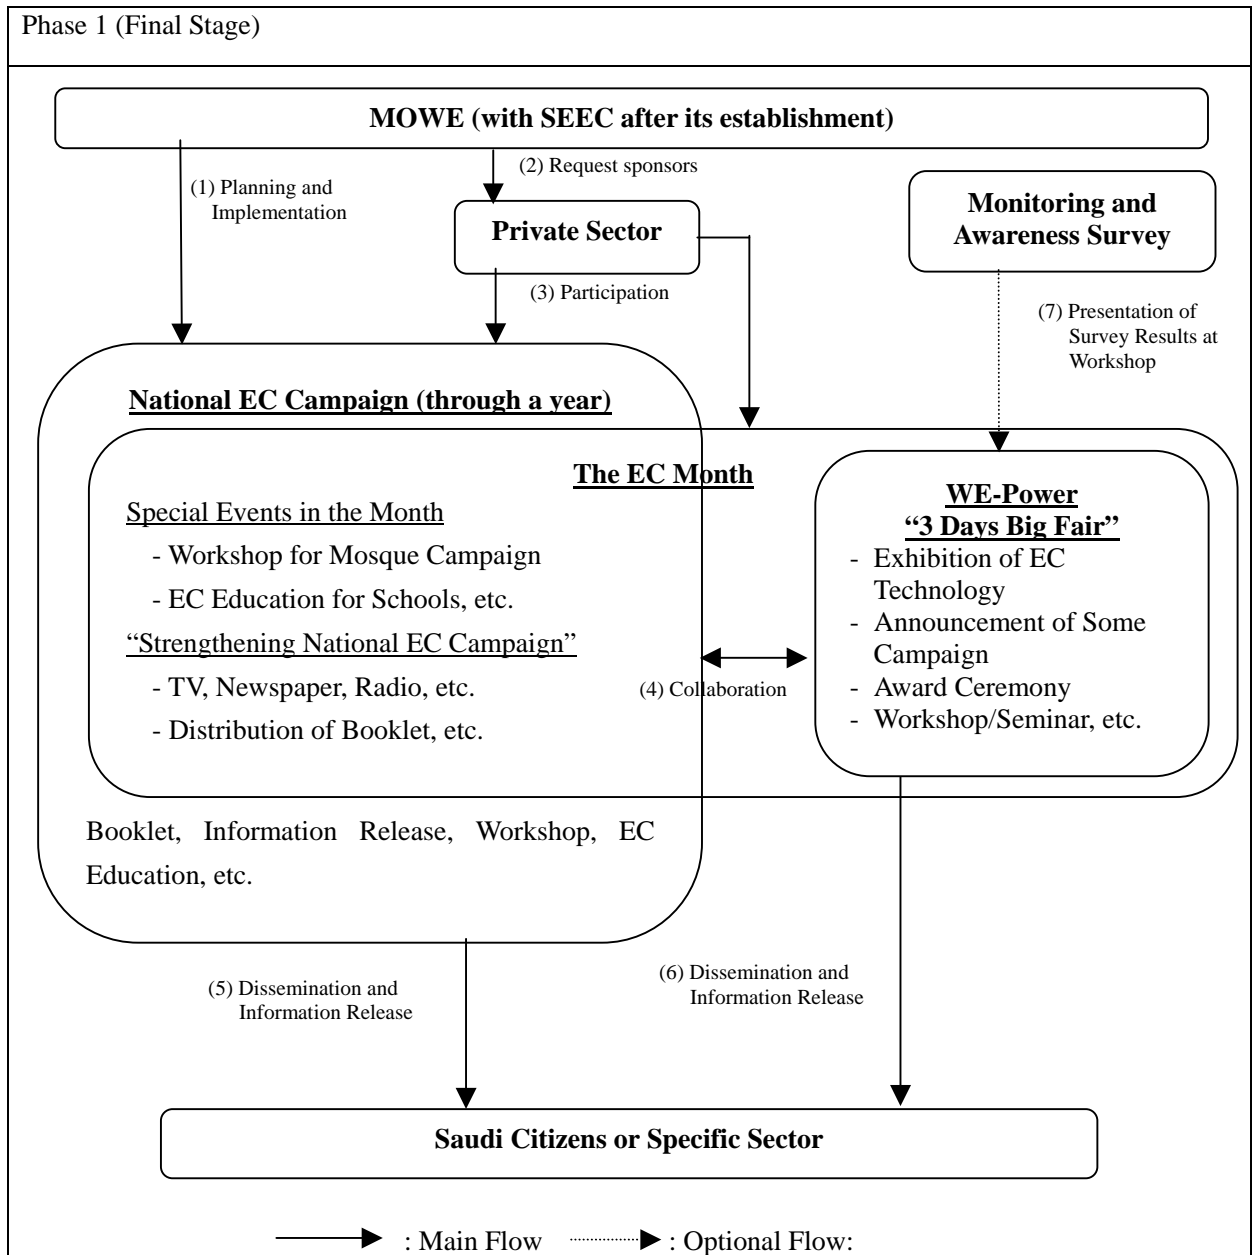 Phase 1 (Final Stage)
MOWE (with SEEC after its establishment)
(1) Planning and
Implementation
(2) Request sponsors
Private Sector
(3) Participation
Monitoring and
Awareness Survey
(7) Presentation of
Survey Results at
Workshop
National EC Campaign (through a year)
The EC Month
Special Events in the Month
- Workshop for Mosque Campaign
- EC Education for Schools, etc.
“Strengthening National EC Campaign”
- TV, Newspaper, Radio, etc.
- Distribution of Booklet, etc.
(4) Collaboration
WE-Power
“3 Days Big Fair”
- Exhibition of EC
Technology
- Announcement of Some
Campaign
- Award Ceremony
- Workshop/Seminar, etc.
Booklet, Information Release, Workshop, EC
Education, etc.
(5) Dissemination and
Information Release
(6) Dissemination and
Information Release
Saudi Citizens or Specific Sector
: Main Flow : Optional Flow: